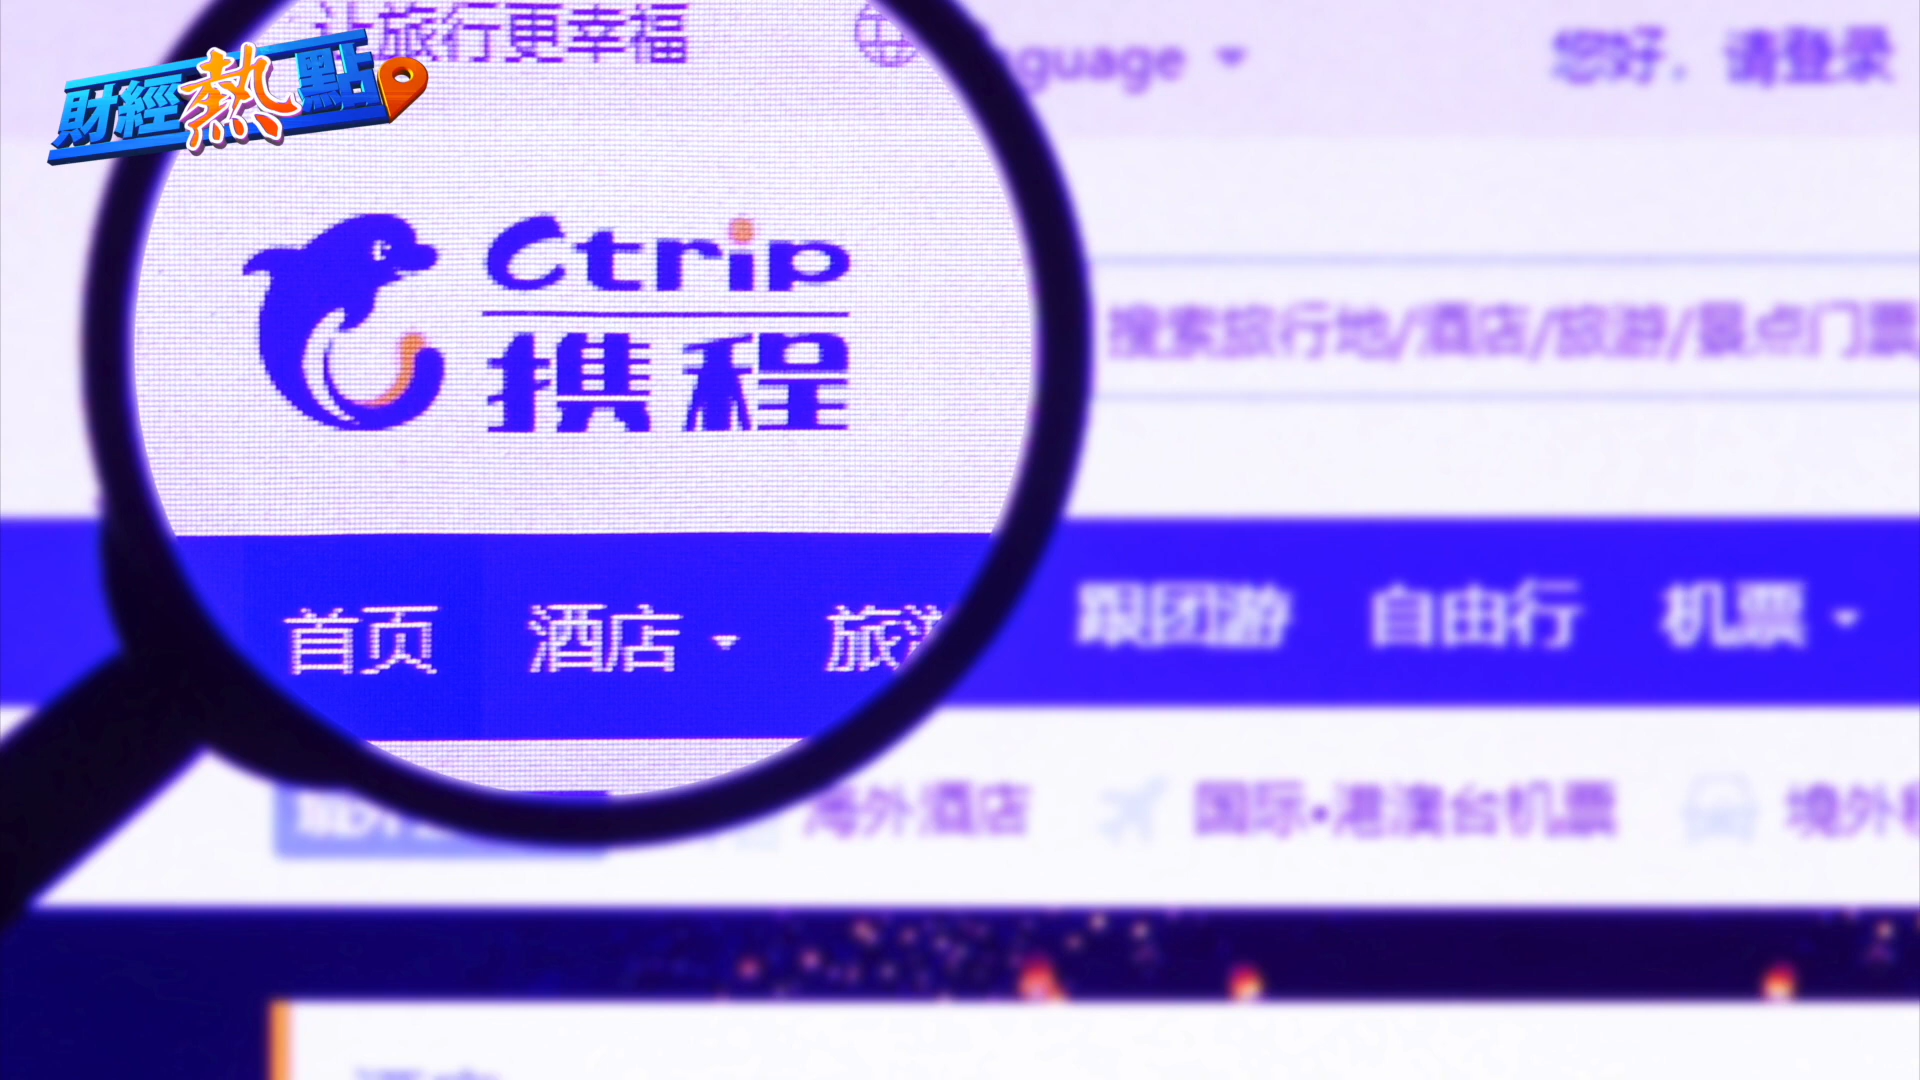 让旅行更幸福
nguage
您好，请登录
財經熱點
Ctrip
携程
搜索旅行地/酒店/旅游/景点门票
首页 酒店 旅游 跟团游 自由行 机票
海外酒店 国际•港澳台机票 境外